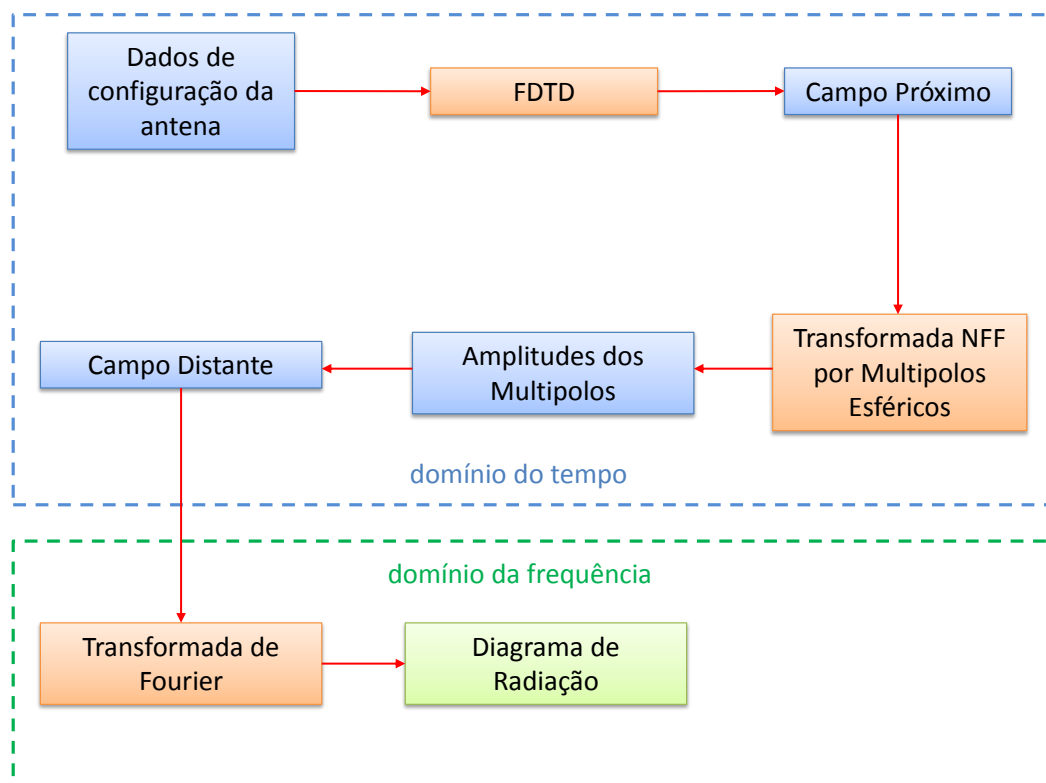 Dados de
configuração da
antena
FDTD
Campo Próximo
Transformada NFF
por Multipolos
Esféricos
Amplitudes dos
Multipolos
Campo Distante
domínio do tempo
domínio da frequência
Transformada de
Fourier
Diagrama de
Radiação